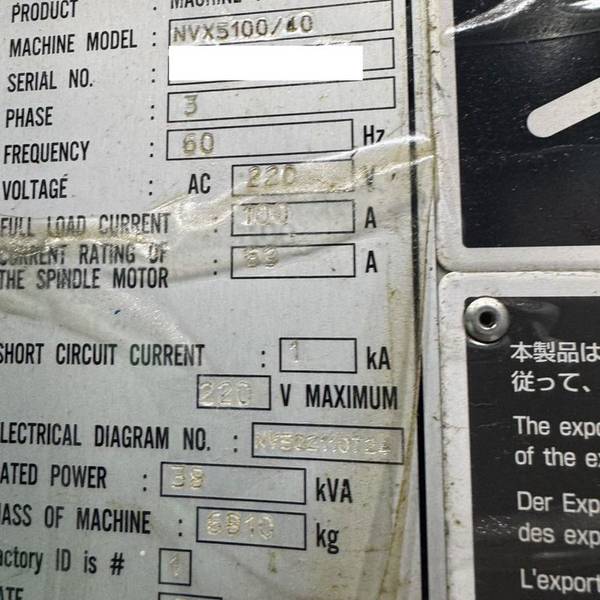 PRODUCT :
MACHINE MODEL : NVX5100/40
SERIAL NO. :
PHASE : 3
FREQUENCY : 60 Hz
VOLTAGE : AC 220 V
FULL LOAD CURRENT : 100 A
CURRENT RATING OF
THE SPINDLE MOTOR : A
SHORT CIRCUIT CURRENT : 1 kA
220 V MAXIMUM
ELECTRICAL DIAGRAM NO. :
RATED POWER : 38 kVA
MASS OF MACHINE : 6810 kg
Factory ID is # 1
本製品は
従って、
The expo
of the ex
Der Exp
des exp
L'export